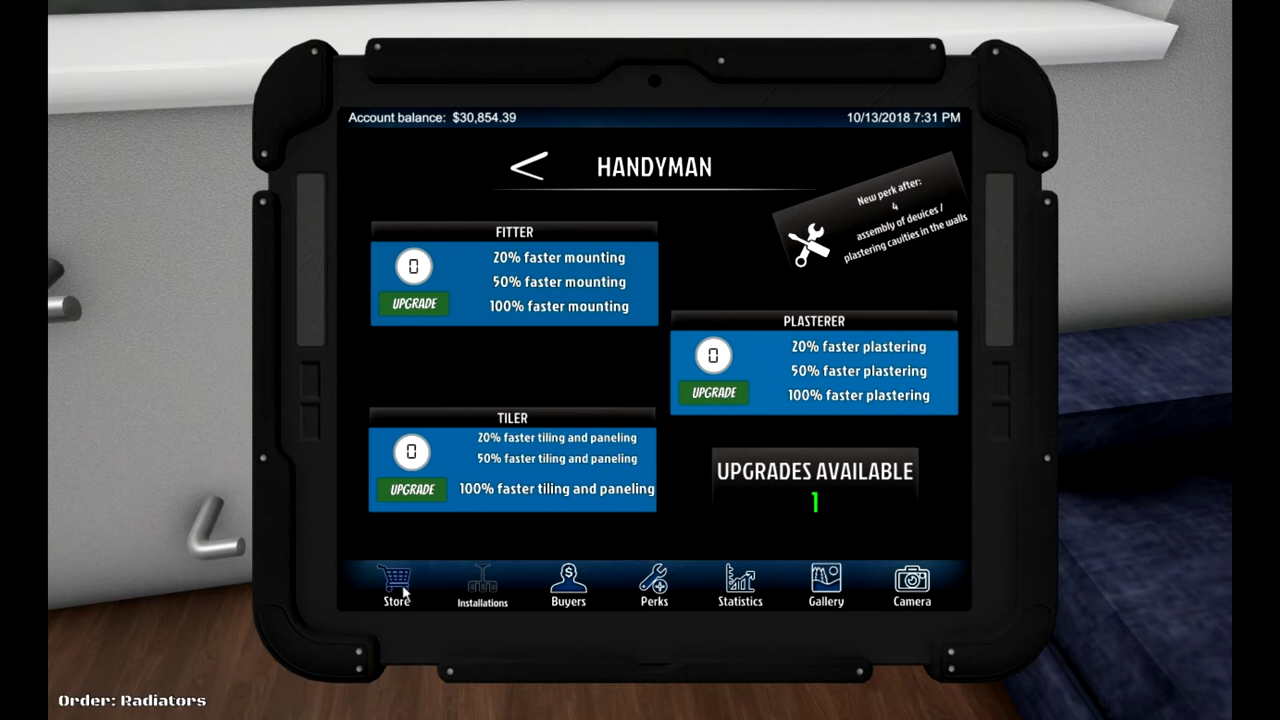 Account balance: $30,854.39
10/13/2018 7:31 PM
HANDYMAN
New perk after:
4
assembly of devices /
plastering cavities in the walls
FITTER
0
UPGRADE
20% faster mounting
50% faster mounting
100% faster mounting
PLASTERER
0
UPGRADE
20% faster plastering
50% faster plastering
100% faster plastering
TILER
0
UPGRADE
20% faster tiling and paneling
50% faster tiling and paneling
100% faster tiling and paneling
UPGRADES AVAILABLE
1
Store
Installations
Buyers
Perks
Statistics
Gallery
Camera
Order: Radiators